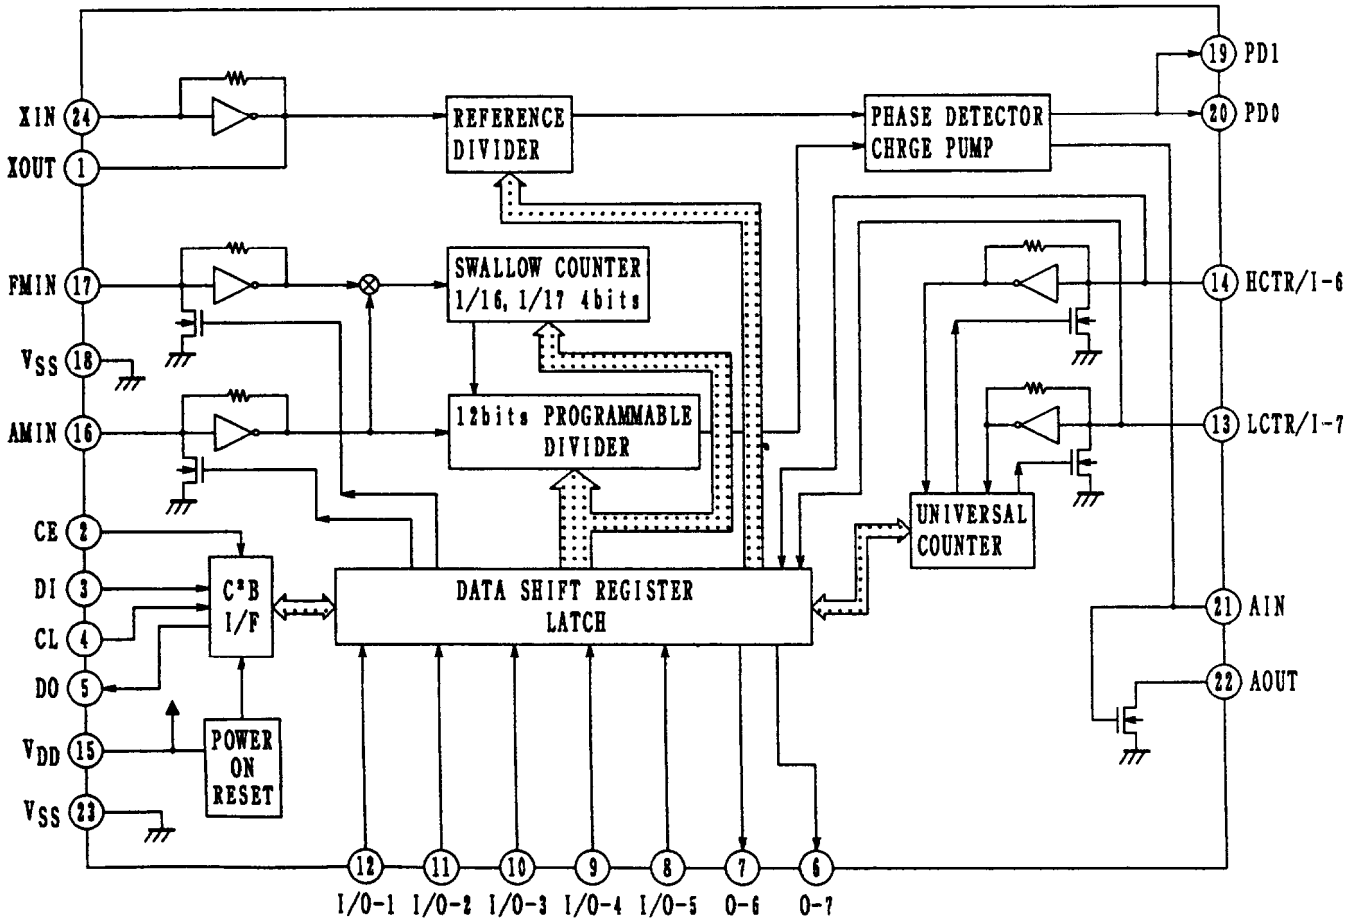 XIN 24
XOUT 1
FMIN 17
VSS 18
AMIN 16
CE 2
DI 3
CL 4
DO 5
VDD 15
VSS 23
REFERENCE
DIVIDER
PHASE DETECTOR
CHRGE PUMP
19 PD1
20 PD0
SWALLOW COUNTER
1/16, 1/17 4bits
12bits PROGRAMMABLE
DIVIDER
14 HCTR/I-6
13 LCTR/I-7
UNIVERSAL
COUNTER
C²B
I/F
DATA SHIFT REGISTER
LATCH
21 AIN
22 AOUT
POWER
ON
RESET
12 11 10 9 8 7 6
I/O-1 I/O-2 I/O-3 I/O-4 I/O-5 O-6 O-7